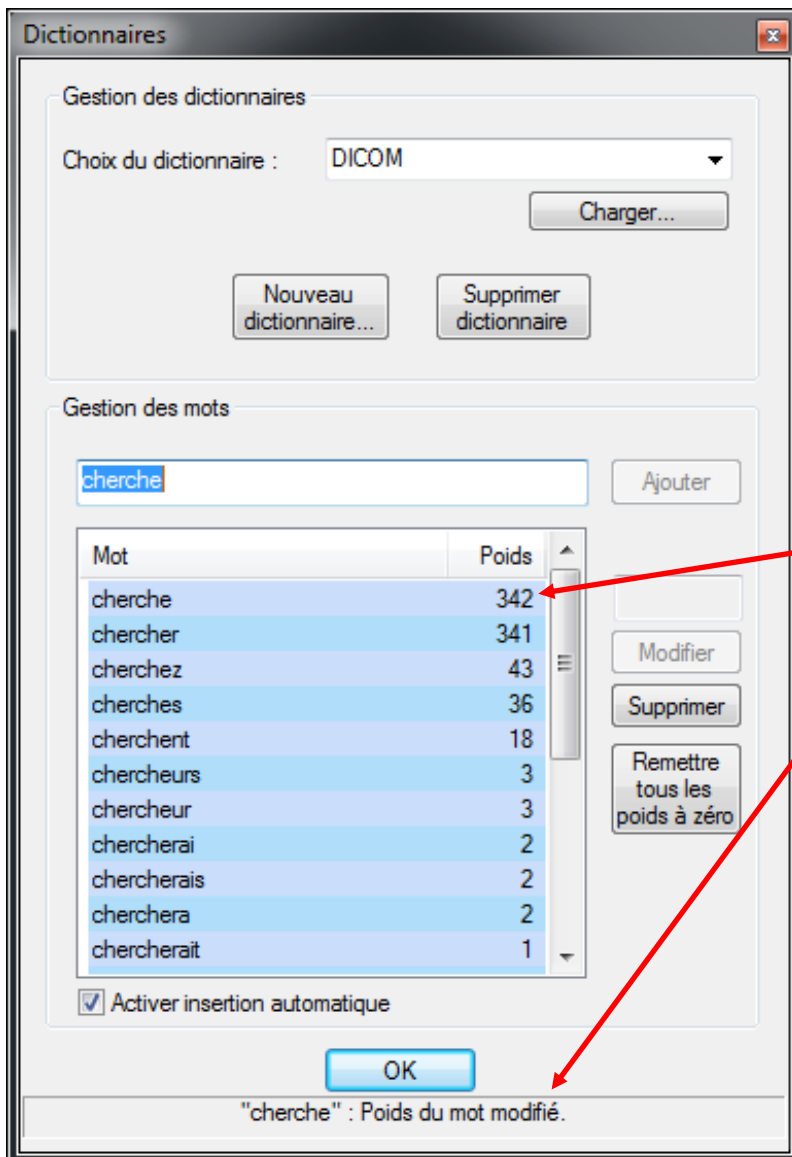 Dictionnaires
Gestion des dictionnaires
Choix du dictionnaire : DICOM
Charger...
Nouveau dictionnaire...
Supprimer dictionnaire
Gestion des mots
cherche Ajouter
Mot Poids
cherche 342
chercher 341
cherchez 43
cherches 36
cherchent 18
chercheurs 3
chercheur 3
chercherai 2
chercherais 2
cherchera 2
chercherait 1
Modifier
Supprimer
Remettre
tous les
poids à zéro
Activer insertion automatique
OK
"cherche" : Poids du mot modifié.